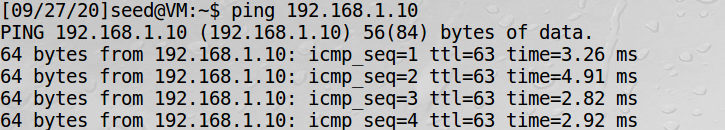 [09/27/20]seed@VM:~$ ping 192.168.1.10
PING 192.168.1.10 (192.168.1.10) 56(84) bytes of data.
64 bytes from 192.168.1.10: icmp_seq=1 ttl=63 time=3.26 ms
64 bytes from 192.168.1.10: icmp_seq=2 ttl=63 time=4.91 ms
64 bytes from 192.168.1.10: icmp_seq=3 ttl=63 time=2.82 ms
64 bytes from 192.168.1.10: icmp_seq=4 ttl=63 time=2.92 ms